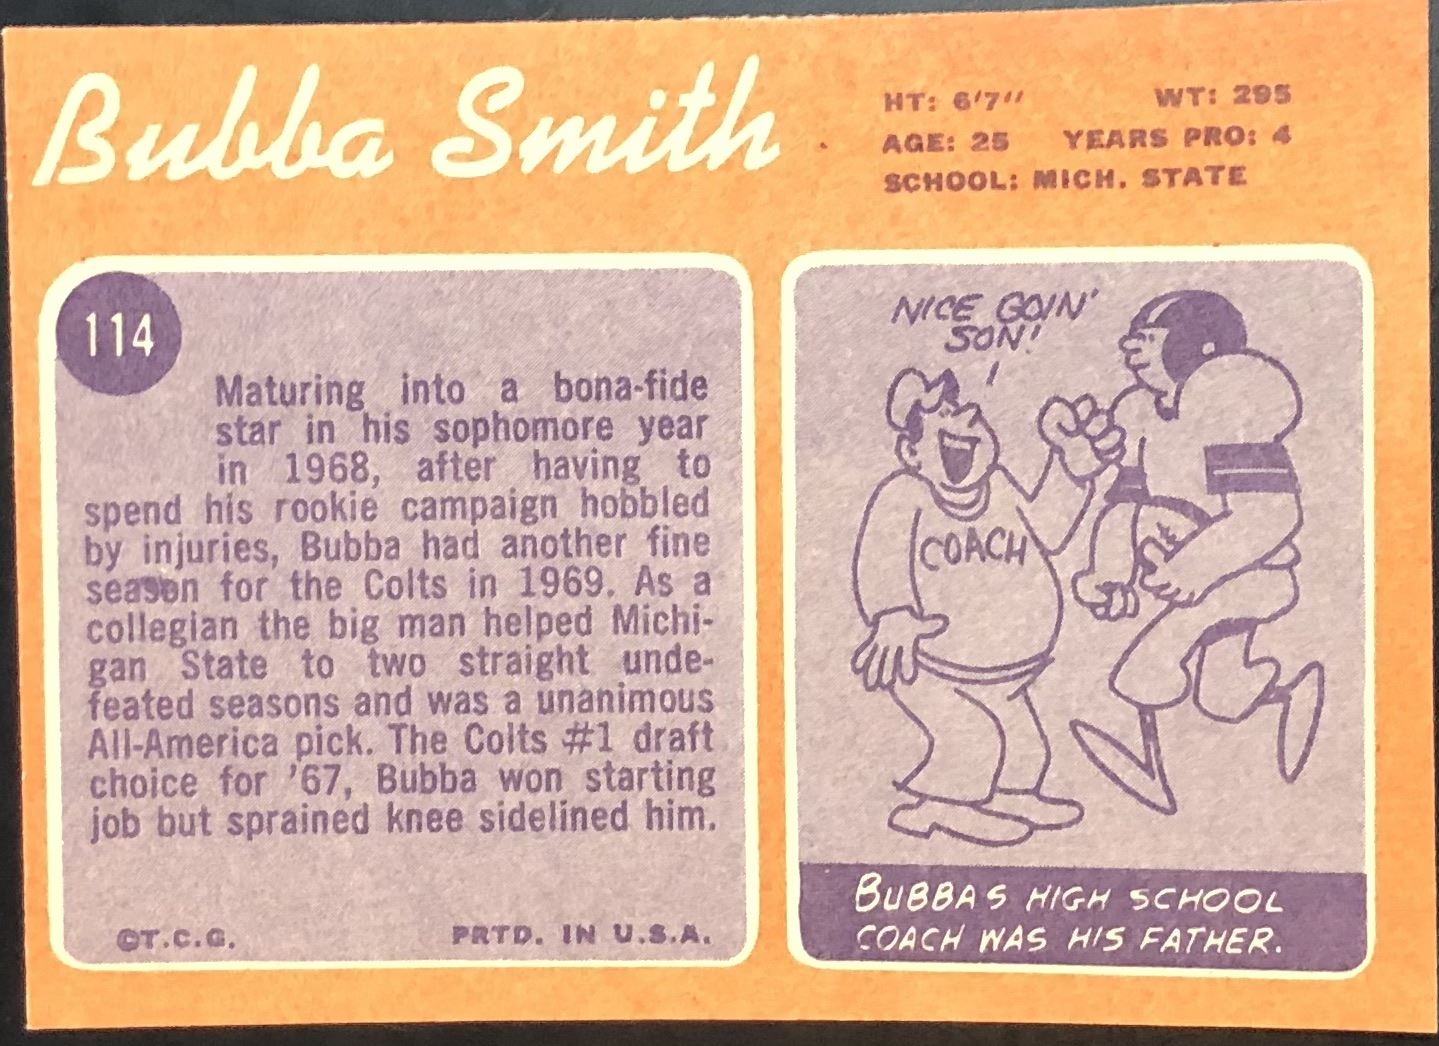 Bubba Smith
HT: 6'7" WT: 295
AGE: 25 YEARS PRO: 4
SCHOOL: MICH. STATE
114
Maturing into a bona-fide
star in his sophomore year
in 1968, after having to
spend his rookie campaign hobbled
by injuries, Bubba had another fine
season for the Colts in 1969. As a
collegian the big man helped Michi-
gan State to two straight unde-
feated seasons and was a unanimous
All-America pick. The Colts #1 draft
choice for '67, Bubba won starting
job but sprained knee sidelined him.
©T.C.G. PRTD. IN U.S.A.
NICE GOIN'
SON!
COACH
BUBBAS HIGH SCHOOL
COACH WAS HIS FATHER.